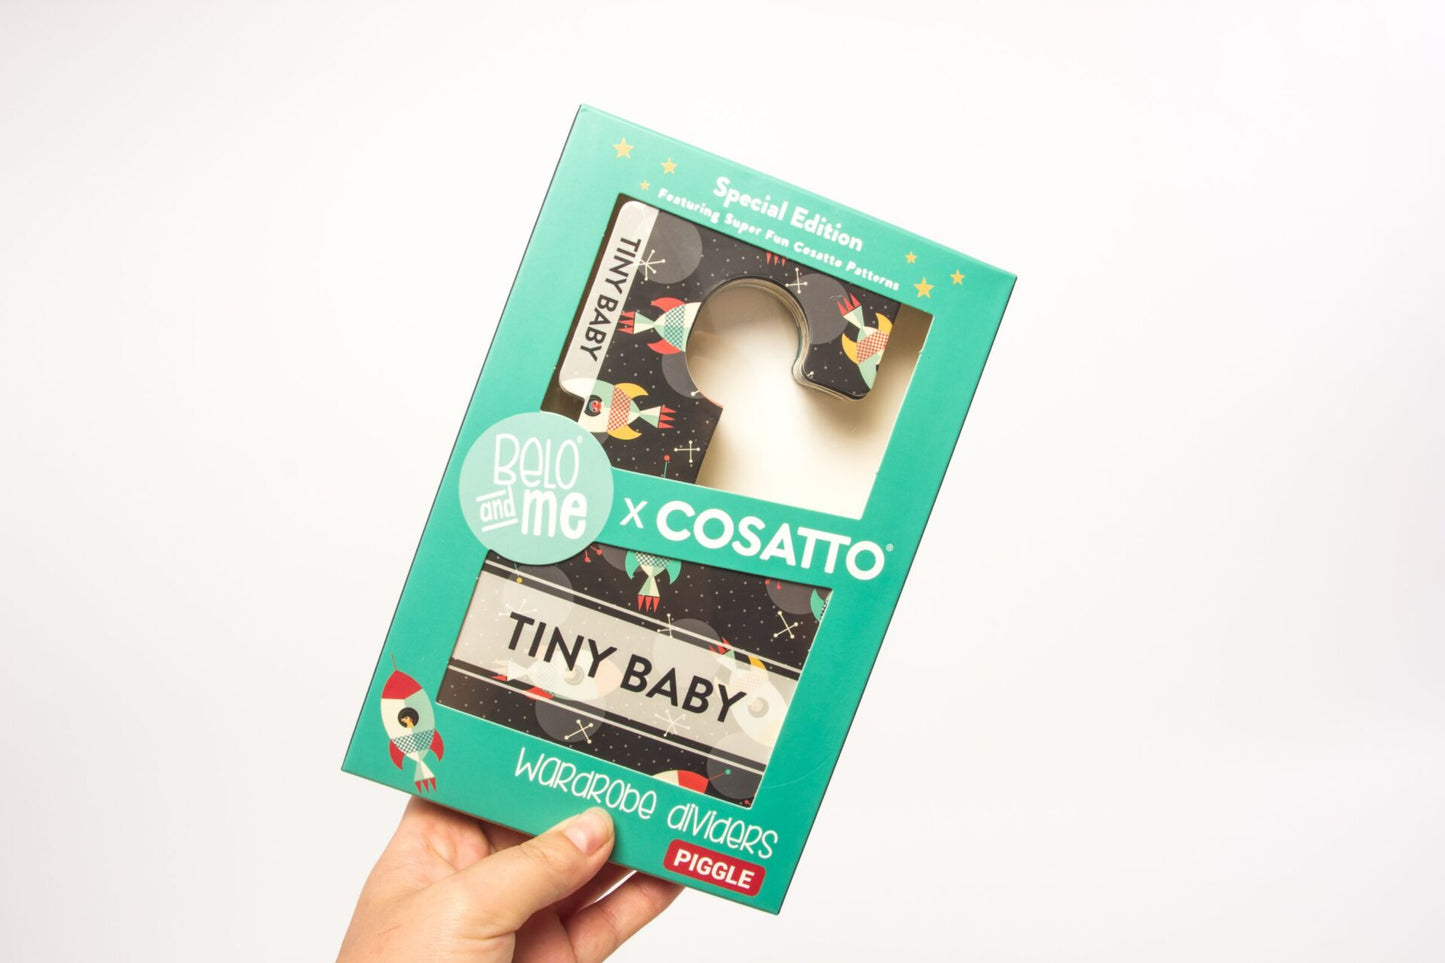 Special Edition
Featuring Super Fun Cosatto Patterns
TINY BABY
BELO®
and me
X COSATTO®
TINY BABY
wardrobe dividers
PIGGLE